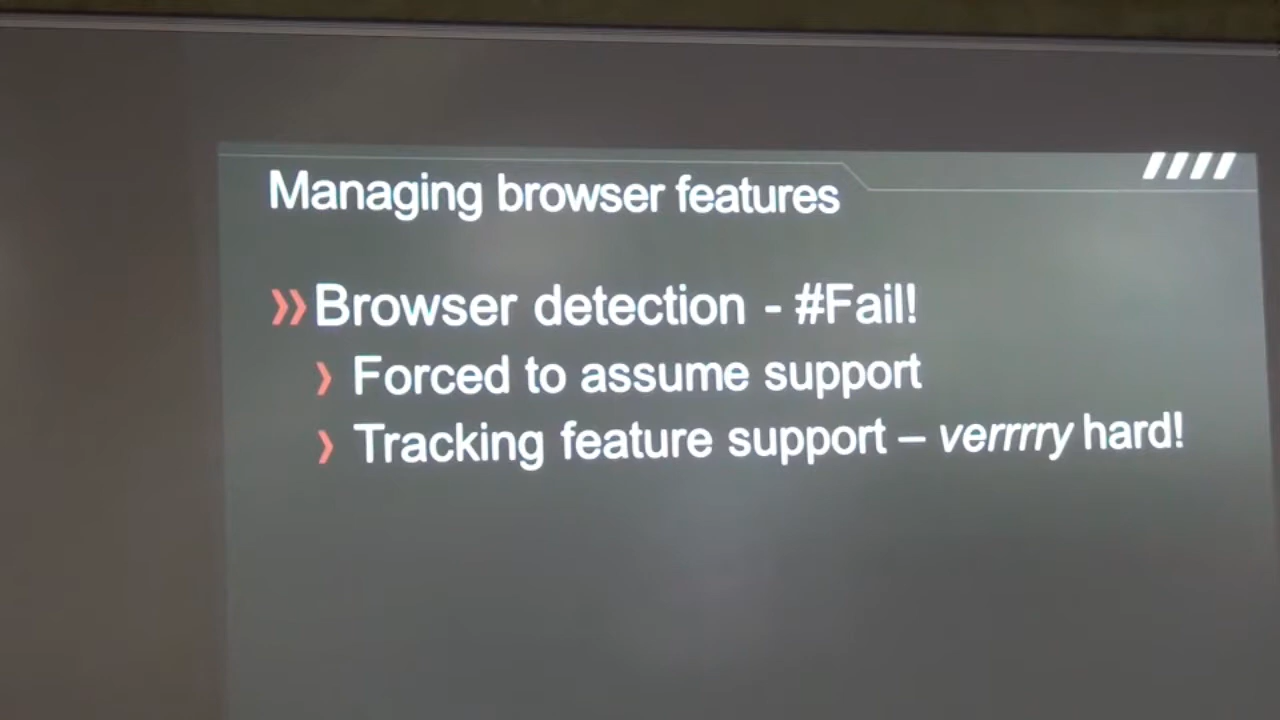 Managing browser features
Browser detection - #Fail!
Forced to assume support
Tracking feature support – verrrry hard!